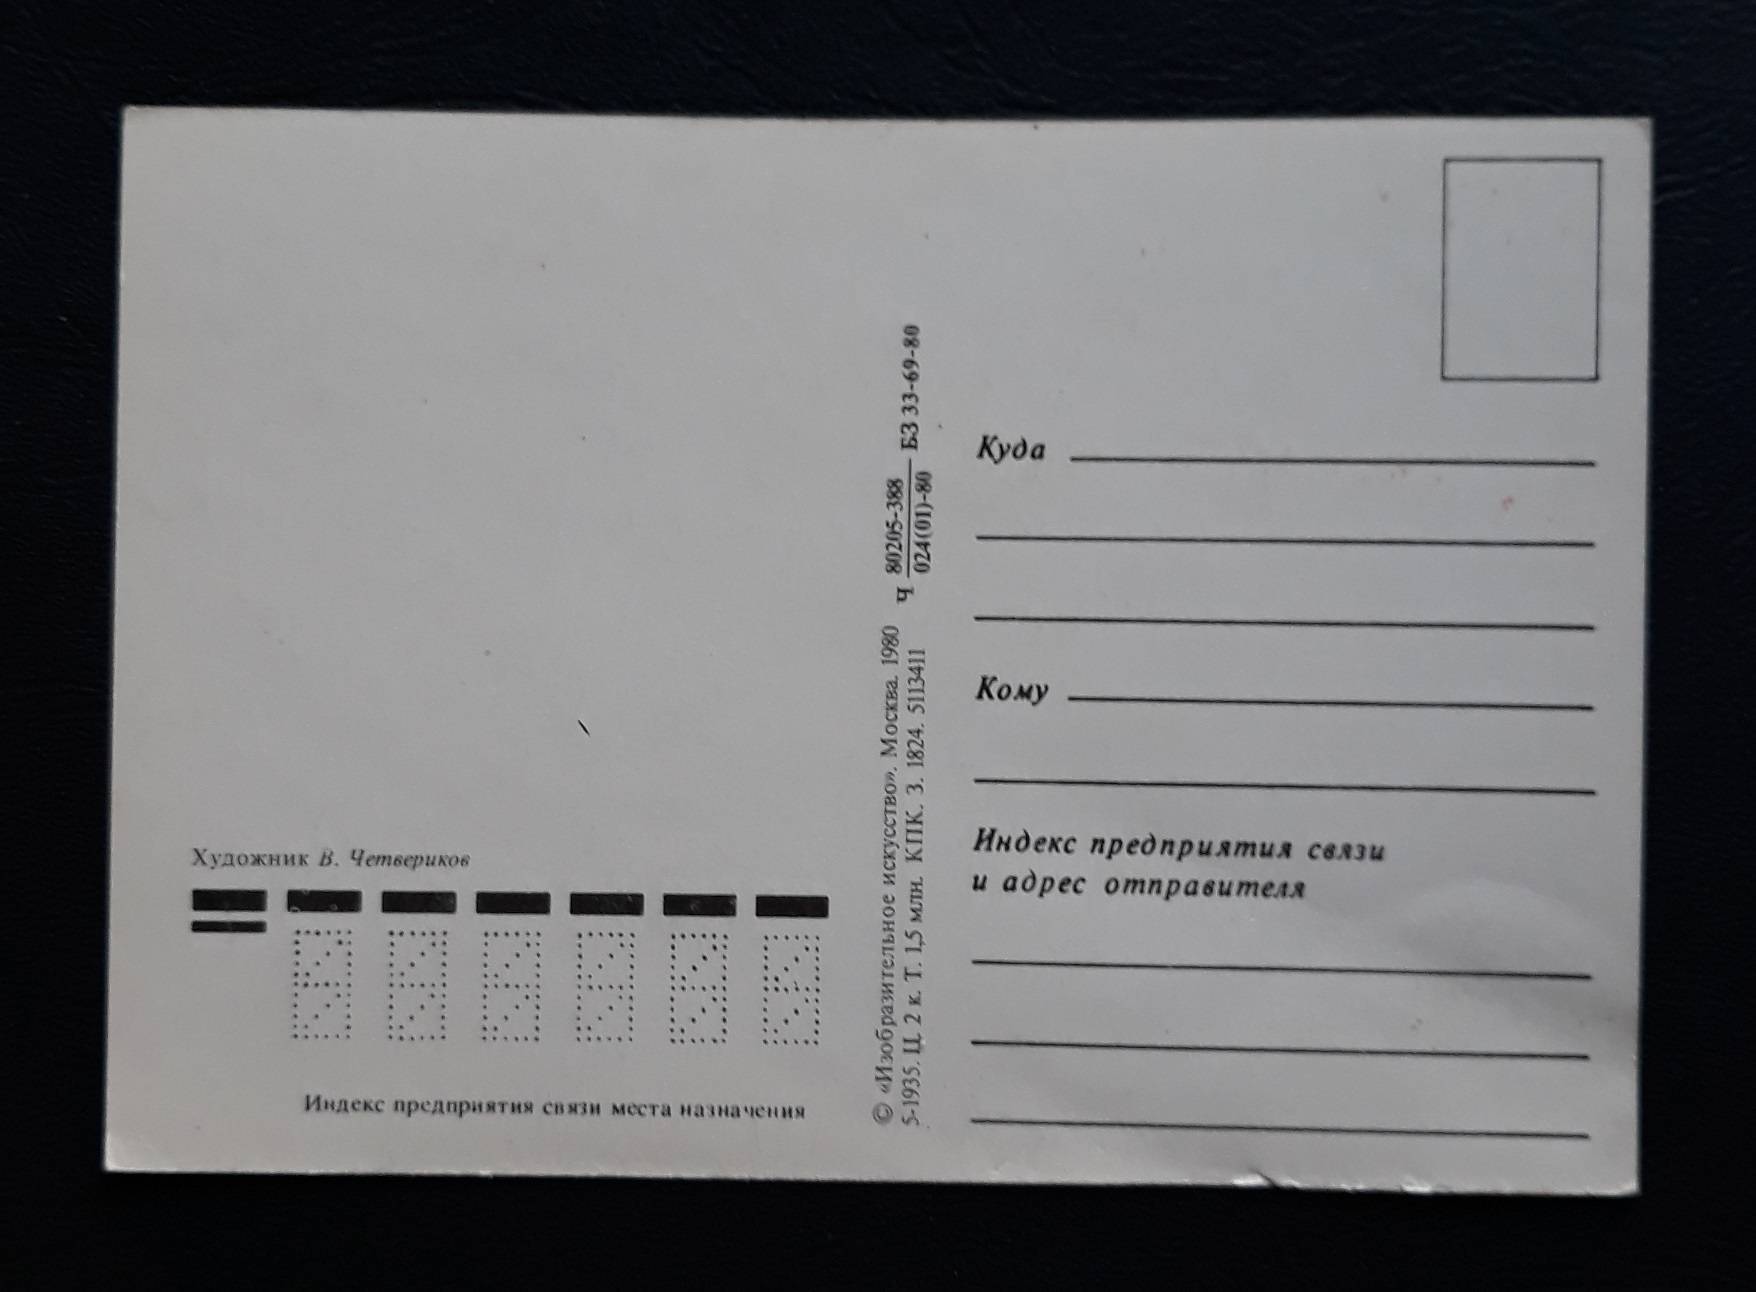 Художник В. Четвериков
Индекс предприятия связи места назначения
© «Изобразительное искусство». Москва. 1980
5-1935. Ц. 2 к. Т. 1,5 млн. КПК. З. 1824. 5113411
Ч 80205-388 БЗ 33-69-80
024(01)-80
Куда
Кому
Индекс предприятия связи
и адрес отправителя